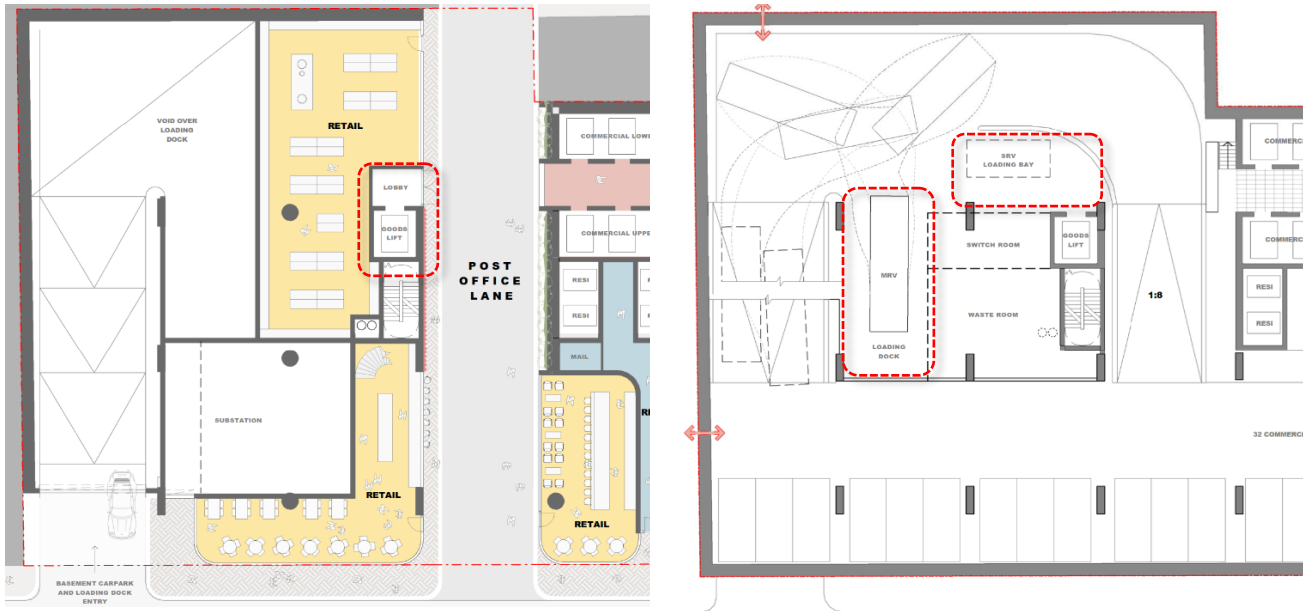 VOID OVER
LOADING
DOCK
RETAIL
LOBBY
GOODS
LIFT
COMMERCIAL LOWE
COMMERCIAL UPPE
POST
OFFICE
LANE
RESI
RESI
MAIL
SUBSTATION
RETAIL
RETAIL
BASEMENT CARPARK
AND LOADING DOCK
ENTRY
SRV
LOADING BAY
COMMERC
GOODS
LIFT
SWITCH ROOM
COMMERC
MRV
RESI
1:8
WASTE ROOM
RESI
LOADING
DOCK
32 COMMERC